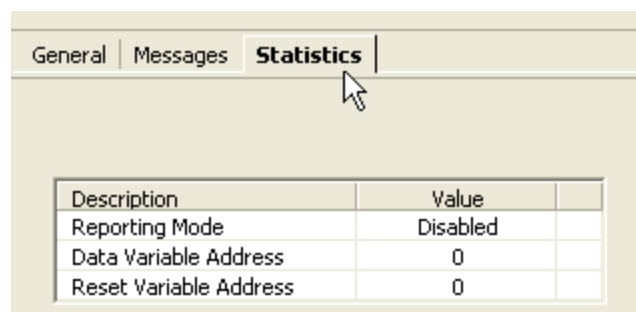 General Messages Statistics
Description Value
Reporting Mode Disabled
Data Variable Address 0
Reset Variable Address 0